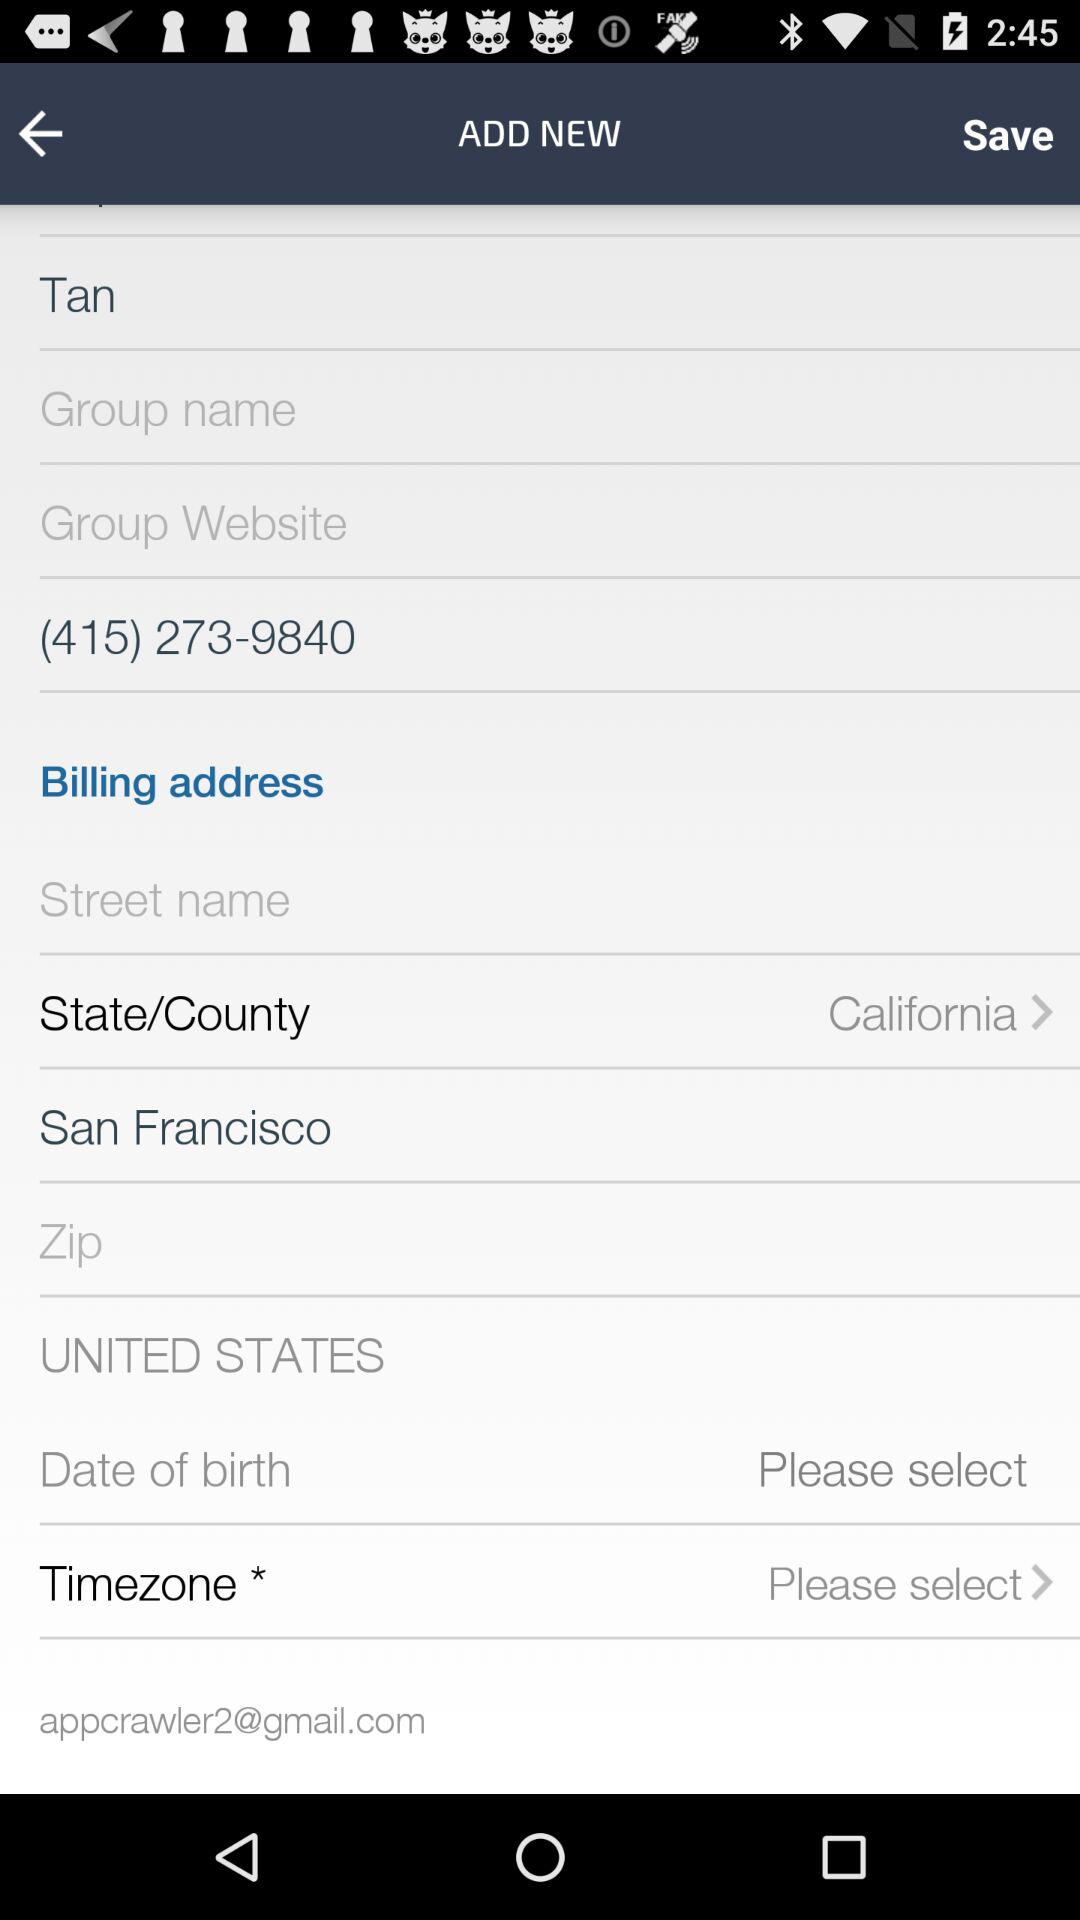 FAKE
2:45
ADD NEW
Save
Tan
Group name
Group Website
(415) 273-9840
Billing address
Street name
State/County California
San Francisco
Zip
UNITED STATES
Date of birth Please select
Timezone * Please select
appcrawler2@gmail.com